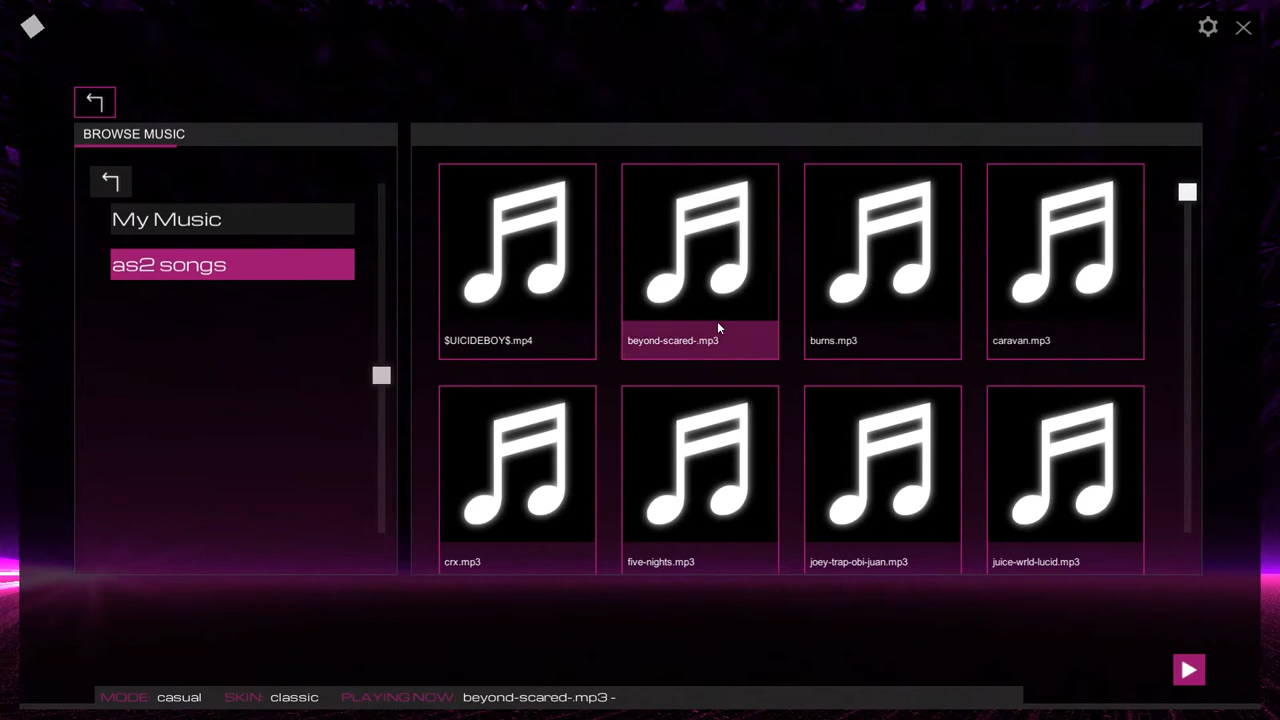 BROWSE MUSIC
My Music
as2 songs
$UICIDEBOY$.mp4
beyond-scared-.mp3
burns.mp3
caravan.mp3
crx.mp3
five-nights.mp3
joey-trap-obi-juan.mp3
juice-wrld-lucid.mp3
MODE: casual SKIN: classic PLAYING NOW: beyond-scared-.mp3 -